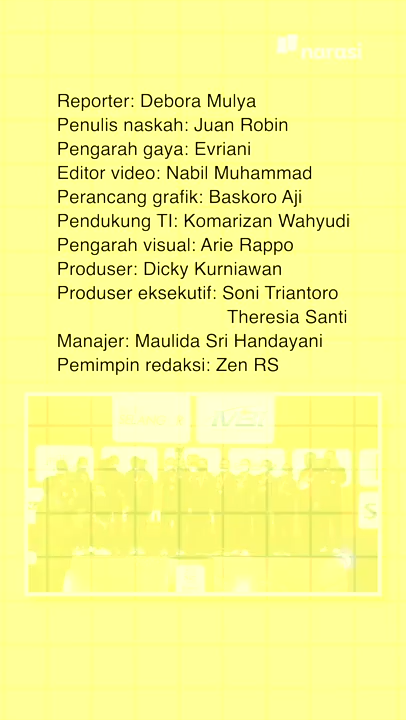 narasi
Reporter: Debora Mulya
Penulis naskah: Juan Robin
Pengarah gaya: Evriani
Editor video: Nabil Muhammad
Perancang grafik: Baskoro Aji
Pendukung TI: Komarizan Wahyudi
Pengarah visual: Arie Rappo
Produser: Dicky Kurniawan
Produser eksekutif: Soni Triantoro
Theresia Santi
Manajer: Maulida Sri Handayani
Pemimpin redaksi: Zen RS